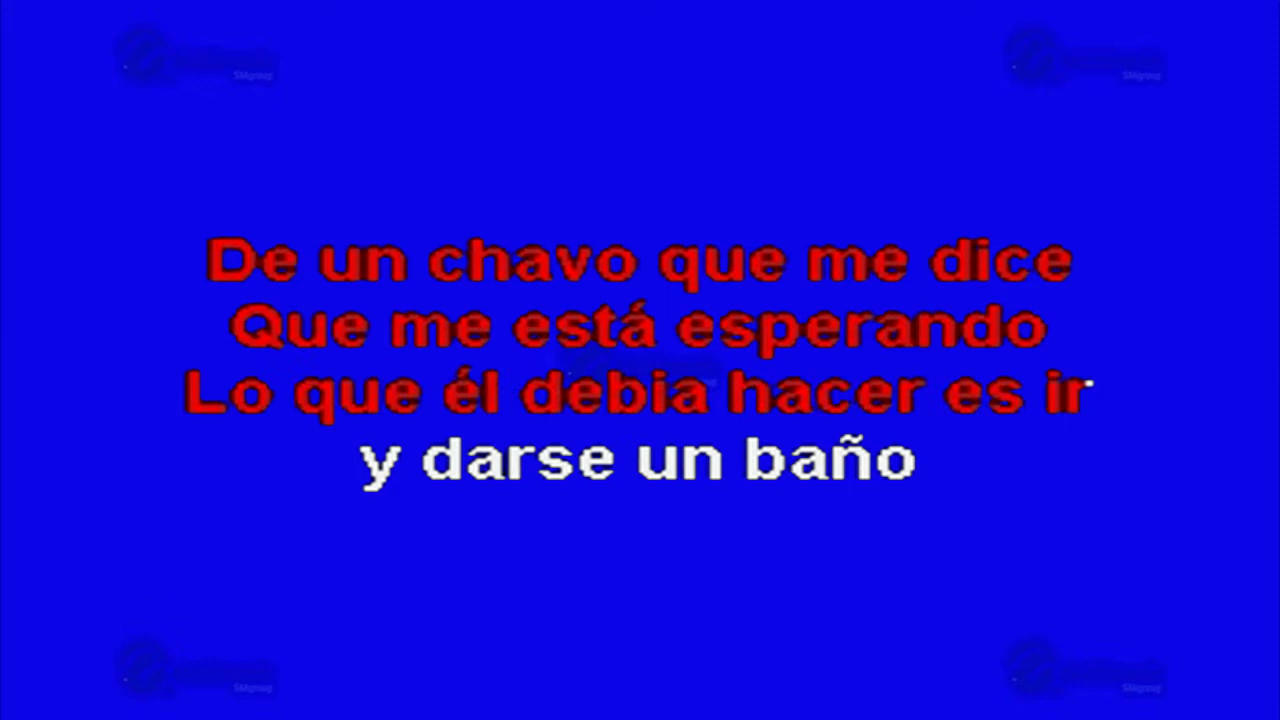 De un chavo que me dice
Que me está esperando
Lo que él debia hacer es ir
y darse un baño